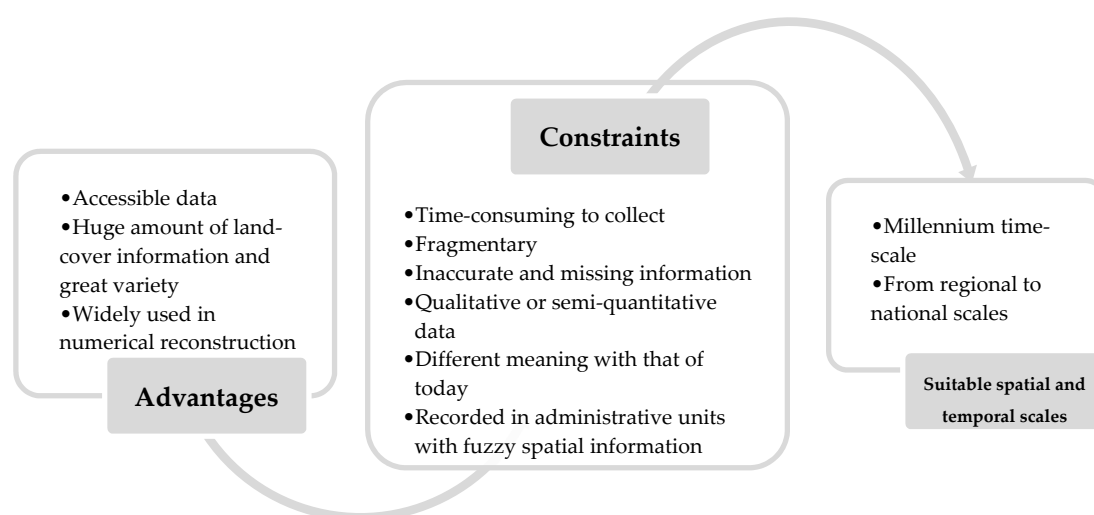 •Accessible data
•Huge amount of land-
cover information and
great variety
•Widely used in
numerical reconstruction
Advantages
Constraints
•Time-consuming to collect
•Fragmentary
•Inaccurate and missing information
•Qualitative or semi-quantitative
data
•Different meaning with that of
today
•Recorded in administrative units
with fuzzy spatial information
•Millennium time-
scale
•From regional to
national scales
Suitable spatial and
temporal scales